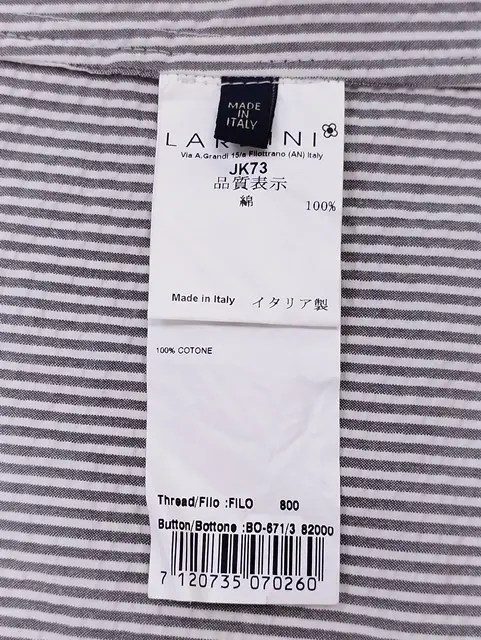 MADE
IN
ITALY
LARDINI
Via A.Grandi 15/a Filottrano (AN) Italy
JK73
品質表示
綿 100%
Made in Italy イタリア製
100% COTONE
Thread/Filo :FILO 800
Button/Bottone :BO-671/3 82000
7 120735 070260